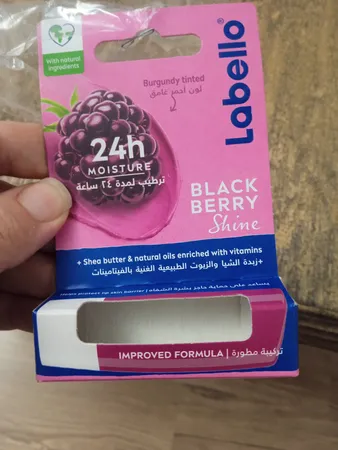 With natural
ingredients
Labello
Burgundy tinted
لون أحمر غامق
24h
MOISTURE
ترطيب لمدة ٢٤ ساعة
BLACK
BERRY
Shine
+ Shea butter & natural oils enriched with vitamins
+زبدة الشيا والزيوت الطبيعية الغنية بالفيتامينات
IMPROVED FORMULA | تركيبة مطورة